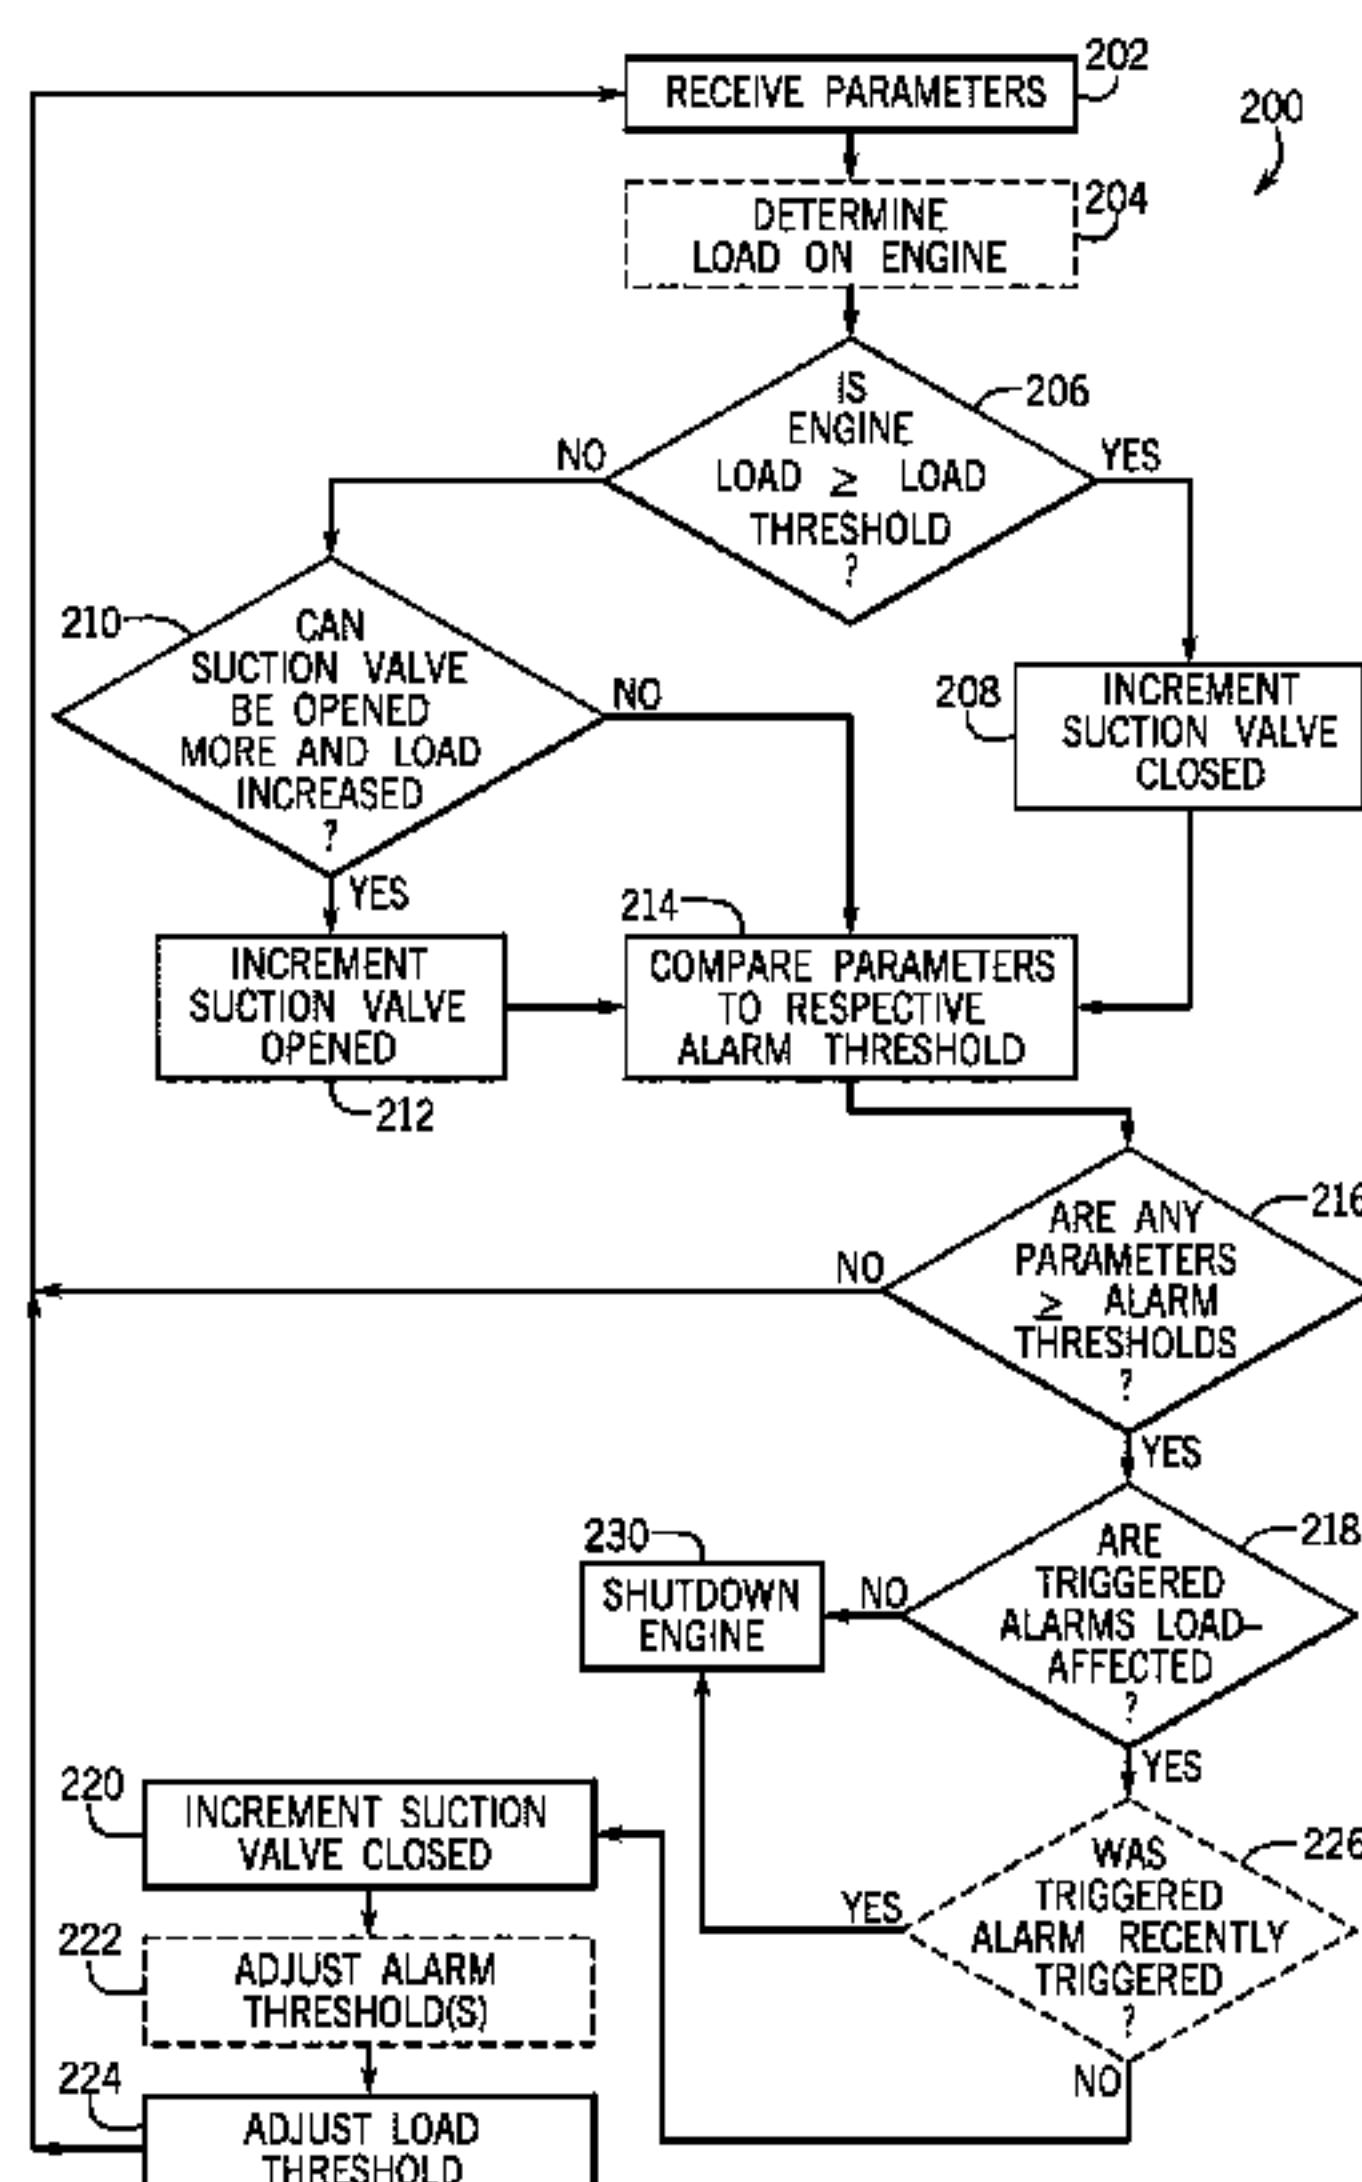 202
RECEIVE PARAMETERS
200
204
DETERMINE
LOAD ON ENGINE
206
IS
ENGINE
LOAD ≥ LOAD
THRESHOLD
?
NO
YES
210
CAN
SUCTION VALVE
BE OPENED
MORE AND LOAD
INCREASED
?
NO
YES
208
INCREMENT
SUCTION VALVE
CLOSED
INCREMENT
SUCTION VALVE
OPENED
212
214
COMPARE PARAMETERS
TO RESPECTIVE
ALARM THRESHOLD
216
ARE ANY
PARAMETERS
≥ ALARM
THRESHOLDS
?
NO
YES
218
ARE
TRIGGERED
ALARMS LOAD–
AFFECTED
?
NO
YES
230
SHUTDOWN
ENGINE
226
WAS
TRIGGERED
ALARM RECENTLY
TRIGGERED
?
YES
NO
220
INCREMENT SUCTION
VALVE CLOSED
222
ADJUST ALARM
THRESHOLD(S)
224
ADJUST LOAD
THRESHOLD